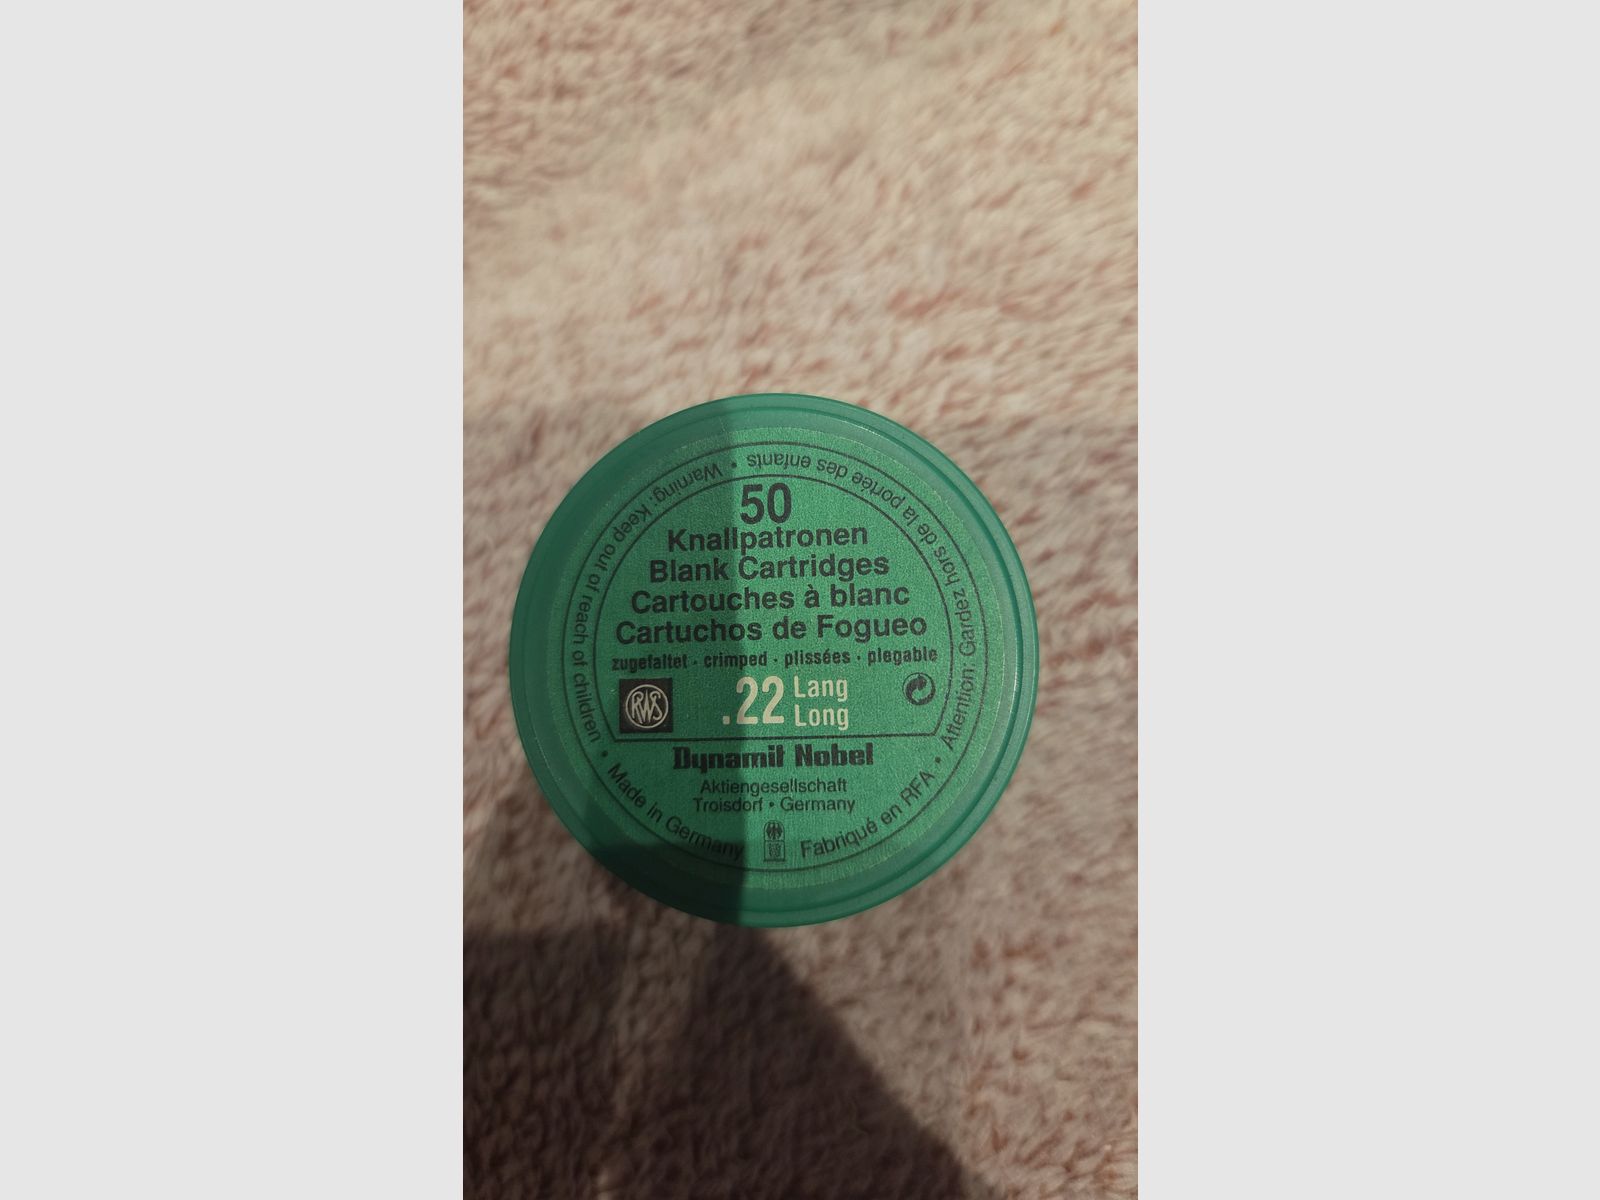 50
Knallpatronen
Blank Cartridges
Cartouches à blanc
Cartuchos de Fogueo
zugefaltet · crimped · plissées · plegable
RWS
.22 Lang
Long
Dynamit Nobel
Aktiengesellschaft
Troisdorf • Germany
Warning: Keep out of reach of children • Made in Germany
Fabriqué en RFA • Attention: Gardez hors de la portée des enfants •